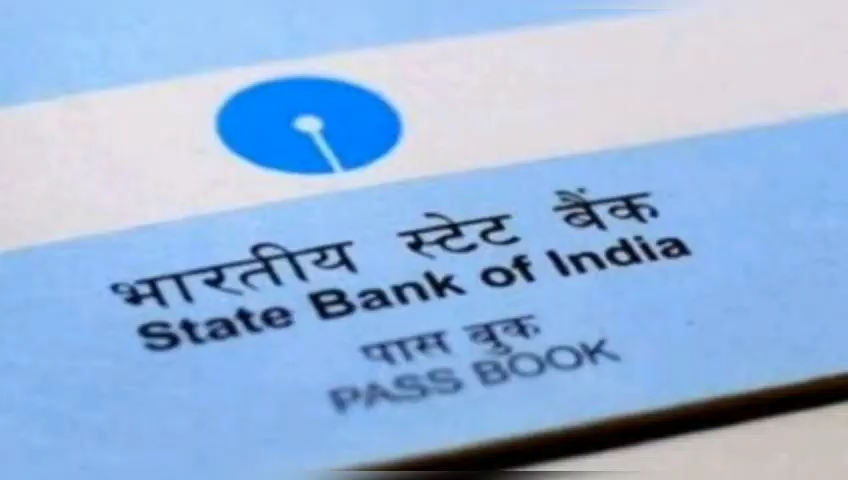 भारतीय स्टेट बैंक
State Bank of India
पास बुक
PASS BOOK